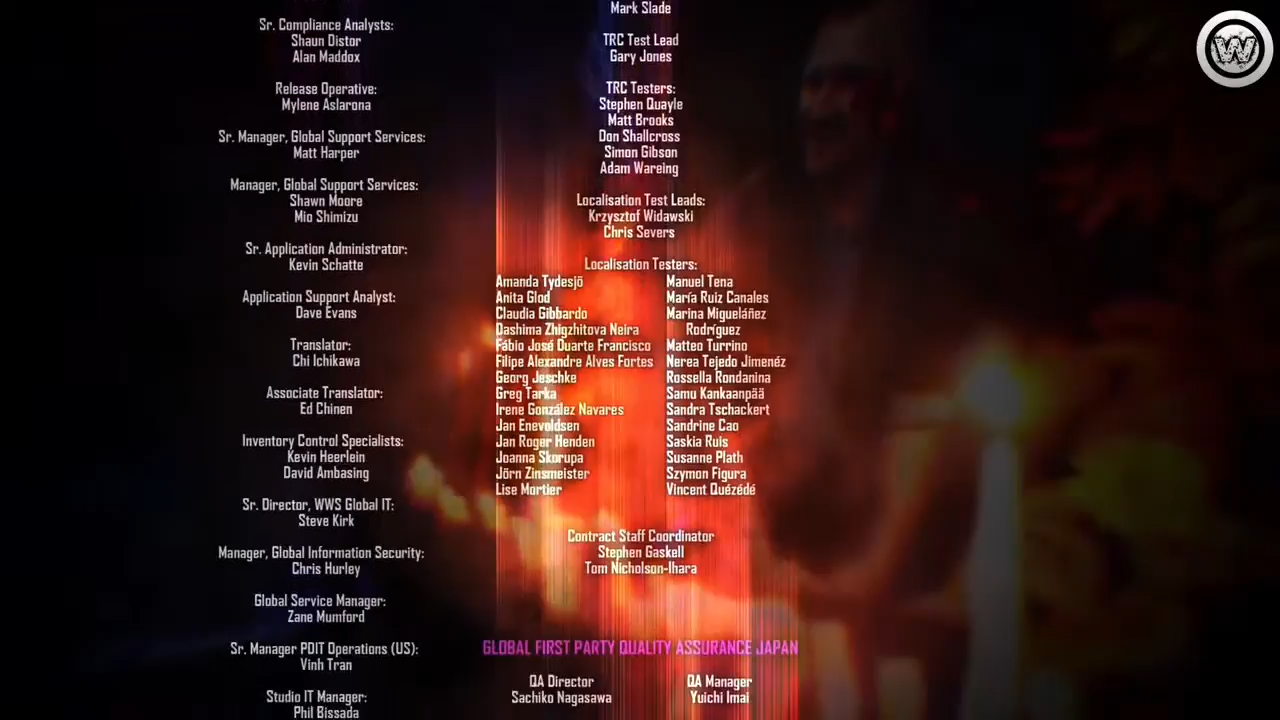 Sr. Compliance Analysts:
Shaun Distor
Alan Maddox
Release Operative:
Mylene Aslarona
Sr. Manager, Global Support Services:
Matt Harper
Manager, Global Support Services:
Shawn Moore
Mio Shimizu
Sr. Application Administrator:
Kevin Schatte
Application Support Analyst:
Dave Evans
Translator:
Chi Ichikawa
Associate Translator:
Ed Chinen
Inventory Control Specialists:
Kevin Heerlein
David Ambasing
Sr. Director, WWS Global IT:
Steve Kirk
Manager, Global Information Security:
Chris Hurley
Global Service Manager:
Zane Mumford
Sr. Manager PDIT Operations (US):
Vinh Tran
Studio IT Manager:
Phil Bissada
Mark Slade
TRC Test Lead
Gary Jones
TRC Testers:
Stephen Quayle
Matt Brooks
Don Shallcross
Simon Gibson
Adam Wareing
Localisation Test Leads:
Krzysztof Widawski
Chris Severs
Localisation Testers:
Amanda Tydesjö
Anita Glod
Claudia Gibbardo
Dashima Zhigzhitova Neira
Fábio José Duarte Francisco
Filipe Alexandre Alves Fortes
Georg Jeschke
Greg Tarka
Irene González Navares
Jan Enevoldsen
Jan Roger Henden
Joanna Skorupa
Jörn Zinsmeister
Lise Mortier
Manuel Tena
María Ruiz Canales
Marina Migueláñez
Rodríguez
Matteo Turrino
Nerea Tejedo Jimenéz
Rossella Rondanina
Samu Kankaanpää
Sandra Tschackert
Sandrine Cao
Saskia Ruis
Susanne Plath
Szymon Figura
Vincent Quézédé
Contract Staff Coordinator
Stephen Gaskell
Tom Nicholson-Ihara
GLOBAL FIRST PARTY QUALITY ASSURANCE JAPAN
QA Director
Sachiko Nagasawa
QA Manager
Yuichi Imai
W